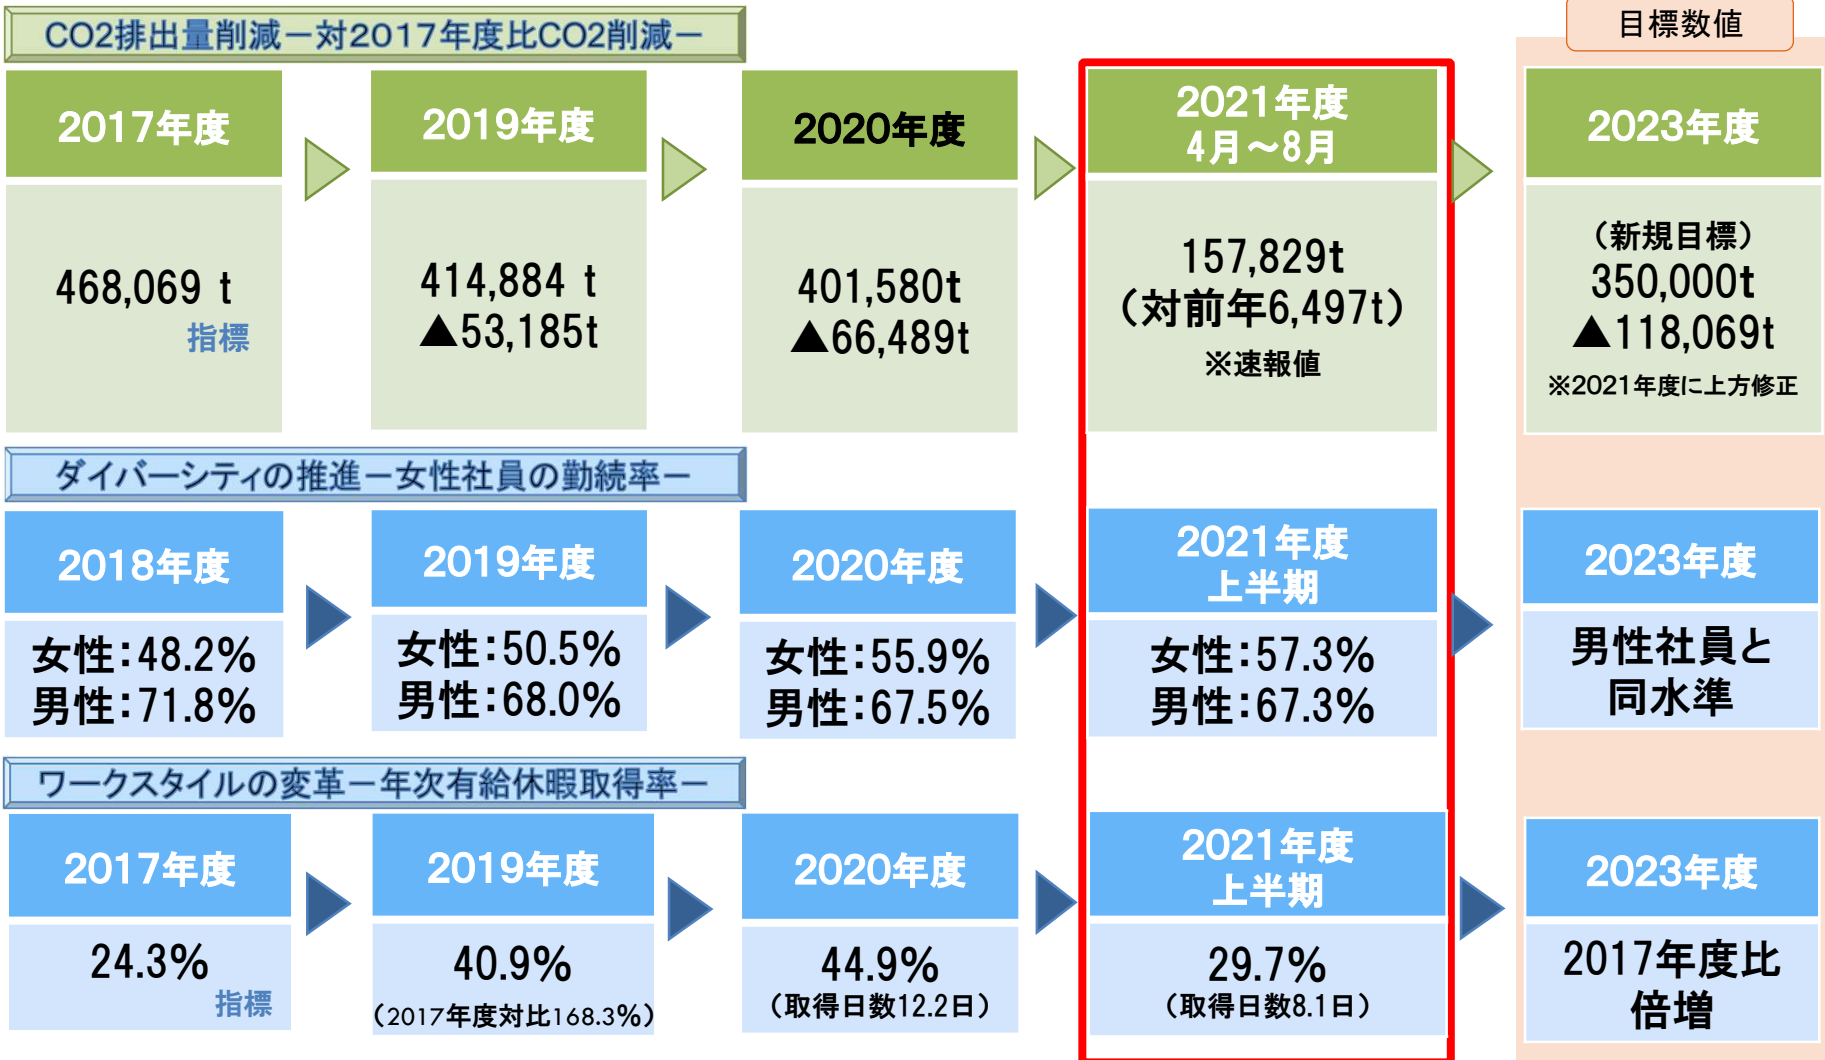 目標数値
CO2排出量削減－対2017年度比CO2削減－
2017年度
468,069 t
指標
2019年度
414,884 t
▲53,185t
2020年度
401,580t
▲66,489t
2021年度
4月～8月
157,829t
（対前年6,497t）
※速報値
2023年度
（新規目標）
350,000t
▲118,069t
※2021年度に上方修正
ダイバーシティの推進－女性社員の勤続率－
2018年度
女性：48.2%
男性：71.8%
2019年度
女性：50.5%
男性：68.0%
2020年度
女性：55.9%
男性：67.5%
2021年度
上半期
女性：57.3%
男性：67.3%
2023年度
男性社員と
同水準
ワークスタイルの変革－年次有給休暇取得率－
2017年度
24.3%
指標
2019年度
40.9%
（2017年度対比168.3%）
2020年度
44.9%
（取得日数12.2日）
2021年度
上半期
29.7%
（取得日数8.1日）
2023年度
2017年度比
倍増